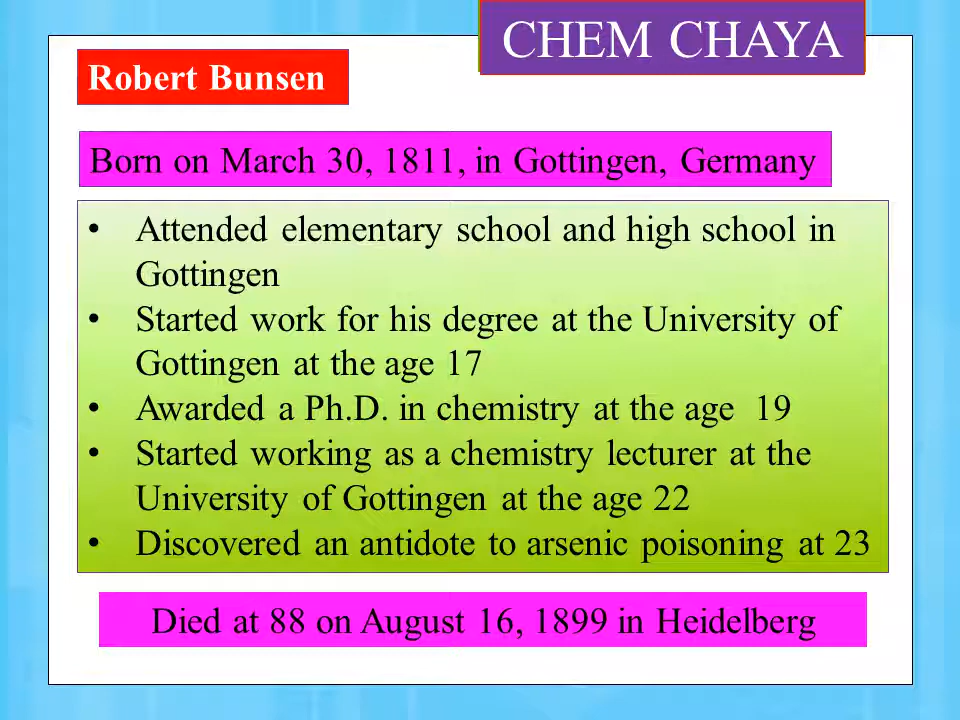 CHEM CHAYA
Robert Bunsen
Born on March 30, 1811, in Gottingen, Germany
• Attended elementary school and high school in
Gottingen
• Started work for his degree at the University of
Gottingen at the age 17
• Awarded a Ph.D. in chemistry at the age 19
• Started working as a chemistry lecturer at the
University of Gottingen at the age 22
• Discovered an antidote to arsenic poisoning at 23
Died at 88 on August 16, 1899 in Heidelberg